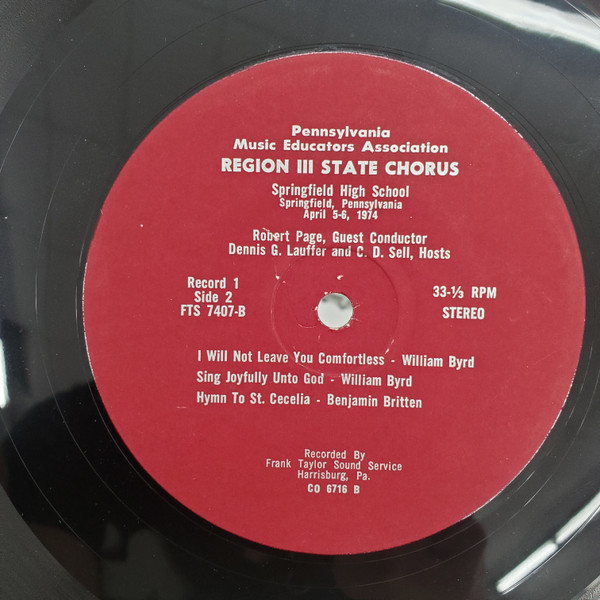 Pennsylvania
Music Educators Association
REGION III STATE CHORUS
Springfield High School
Springfield, Pennsylvania
April 5-6, 1974
Robert Page, Guest Conductor
Dennis G. Lauffer and C. D. Sell, Hosts
Record 1
Side 2
FTS 7407-B
33-⅓ RPM
STEREO
I Will Not Leave You Comfortless - William Byrd
Sing Joyfully Unto God - William Byrd
Hymn To St. Cecelia - Benjamin Britten
Recorded By
Frank Taylor Sound Service
Harrisburg, Pa.
CO 6716 B